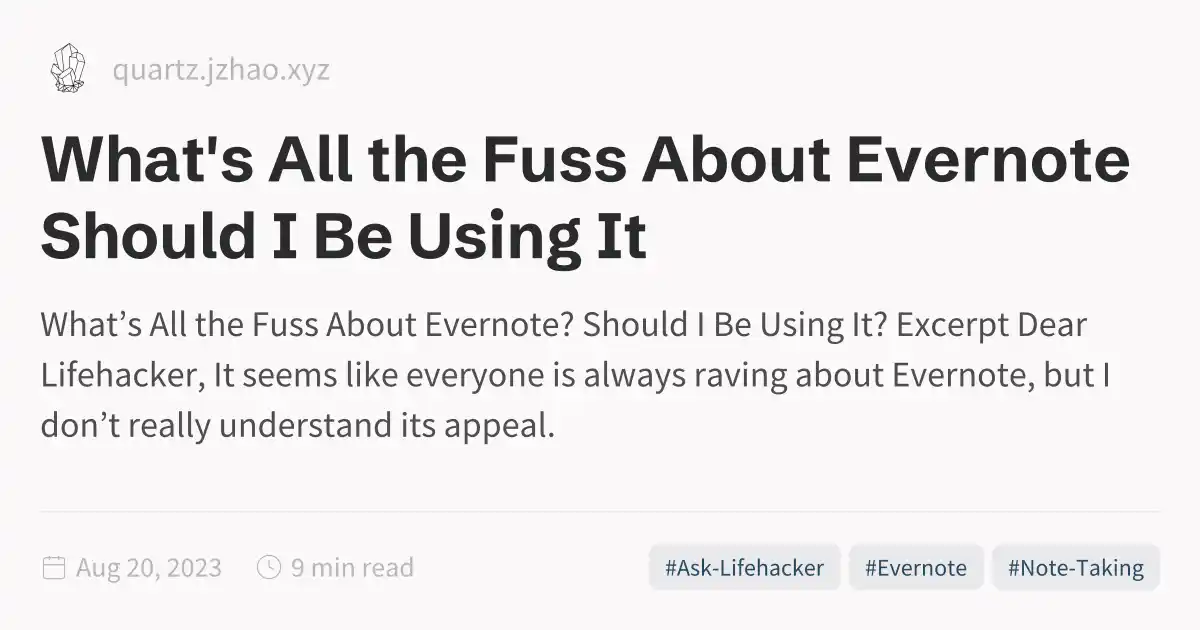 quartz.jzhao.xyz
What's All the Fuss About Evernote
Should I Be Using It
What’s All the Fuss About Evernote? Should I Be Using It? Excerpt Dear
Lifehacker, It seems like everyone is always raving about Evernote, but I
don’t really understand its appeal.
Aug 20, 2023 9 min read #Ask-Lifehacker #Evernote #Note-Taking